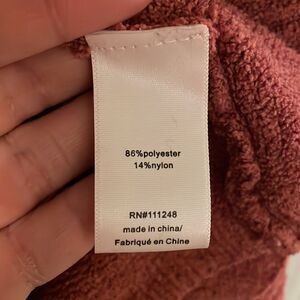 86%polyester
14%nylon
RN#111248
made in china/
Fabriqué en Chine